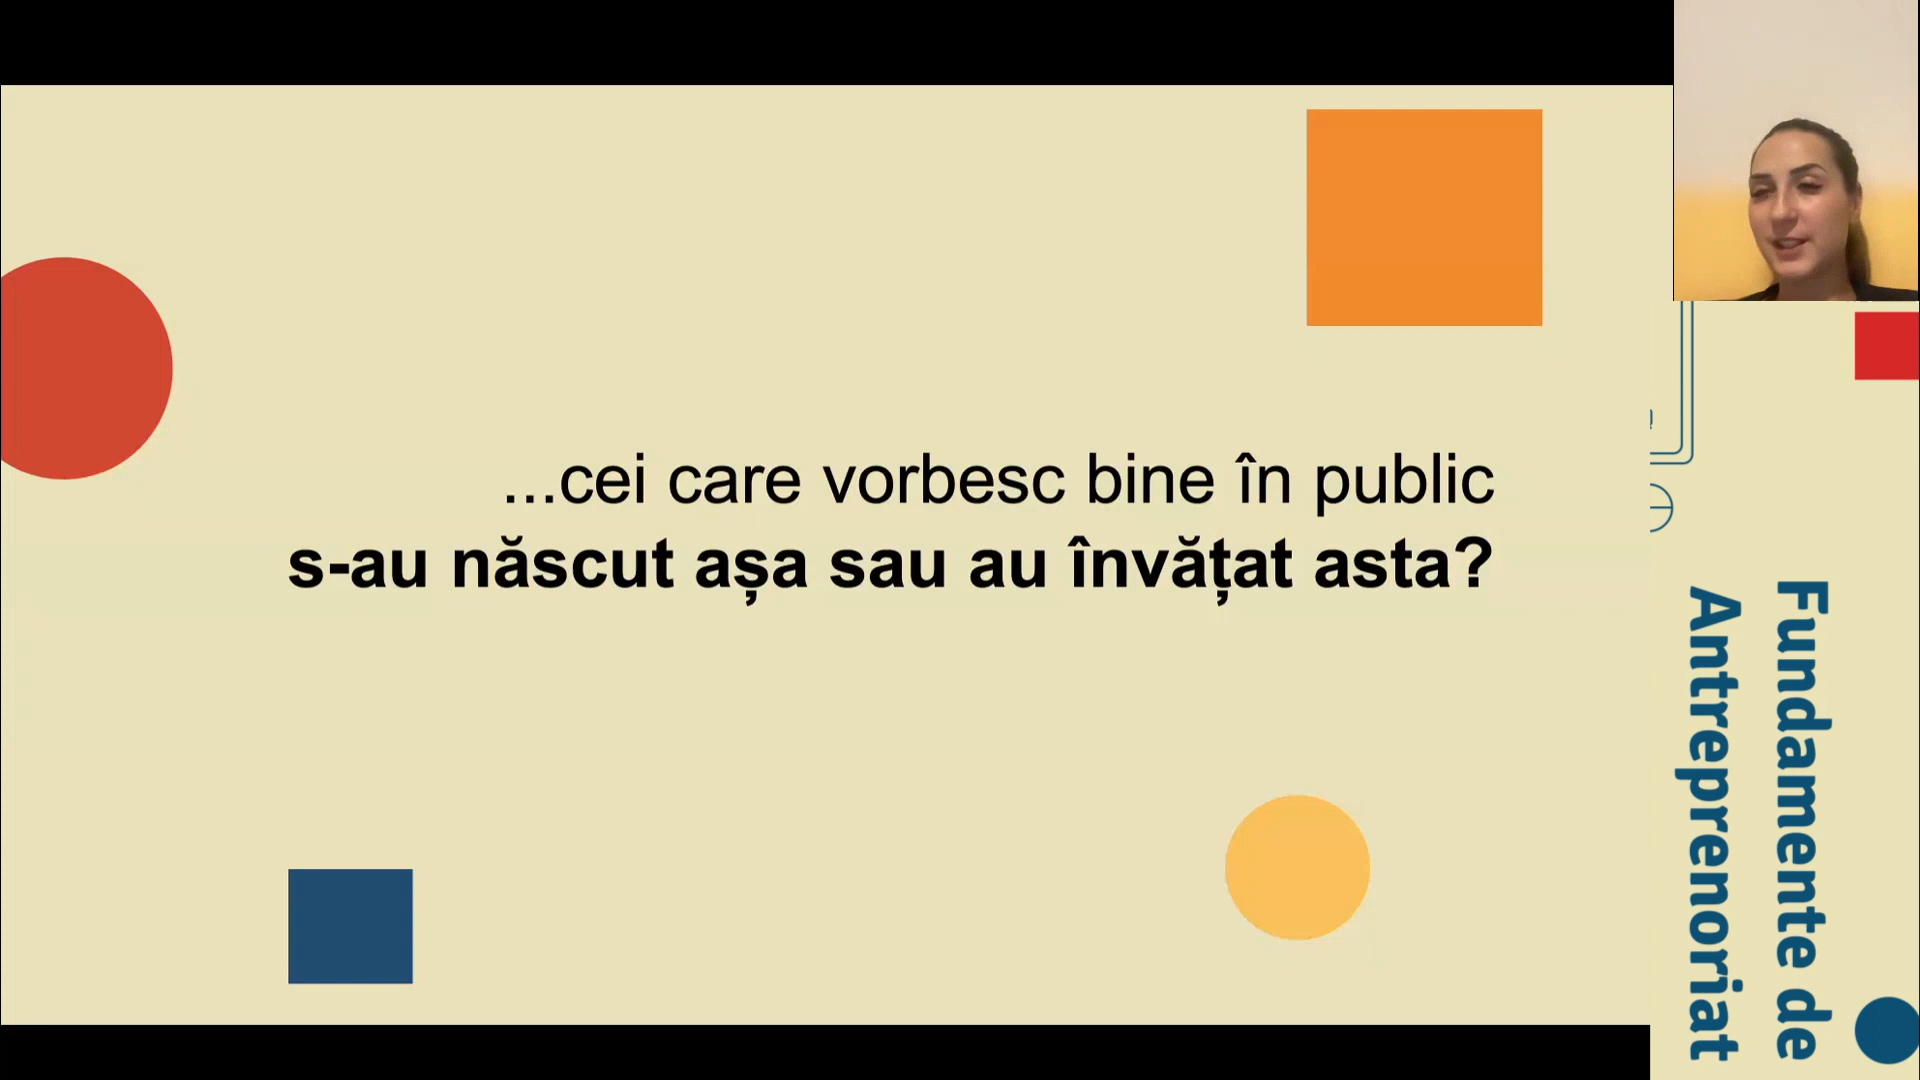 ...cei care vorbesc bine în public
s-au născut așa sau au învățat asta?
Fundamente de
Antreprenoriat